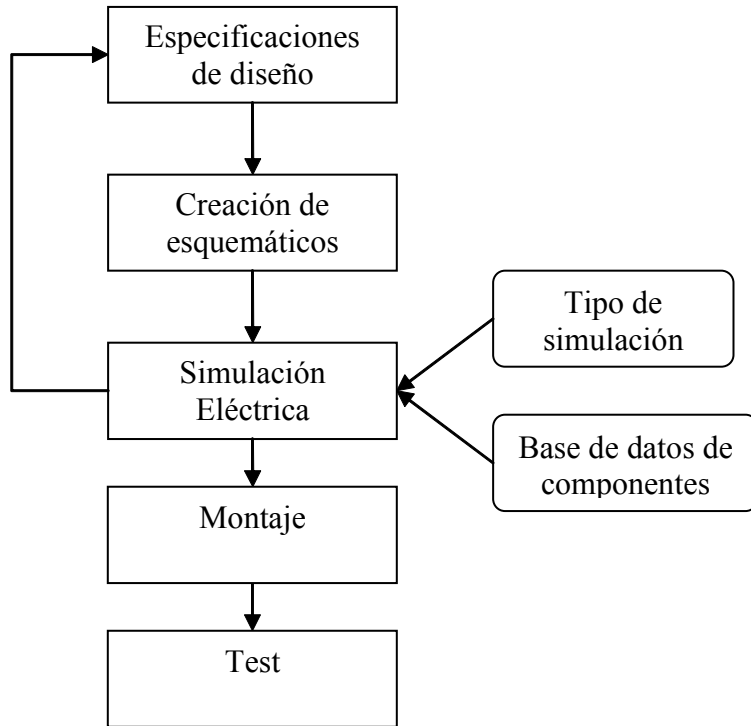 Especificaciones
de diseño
Creación de
esquemáticos
Tipo de
simulación
Simulación
Eléctrica
Base de datos de
componentes
Montaje
Test